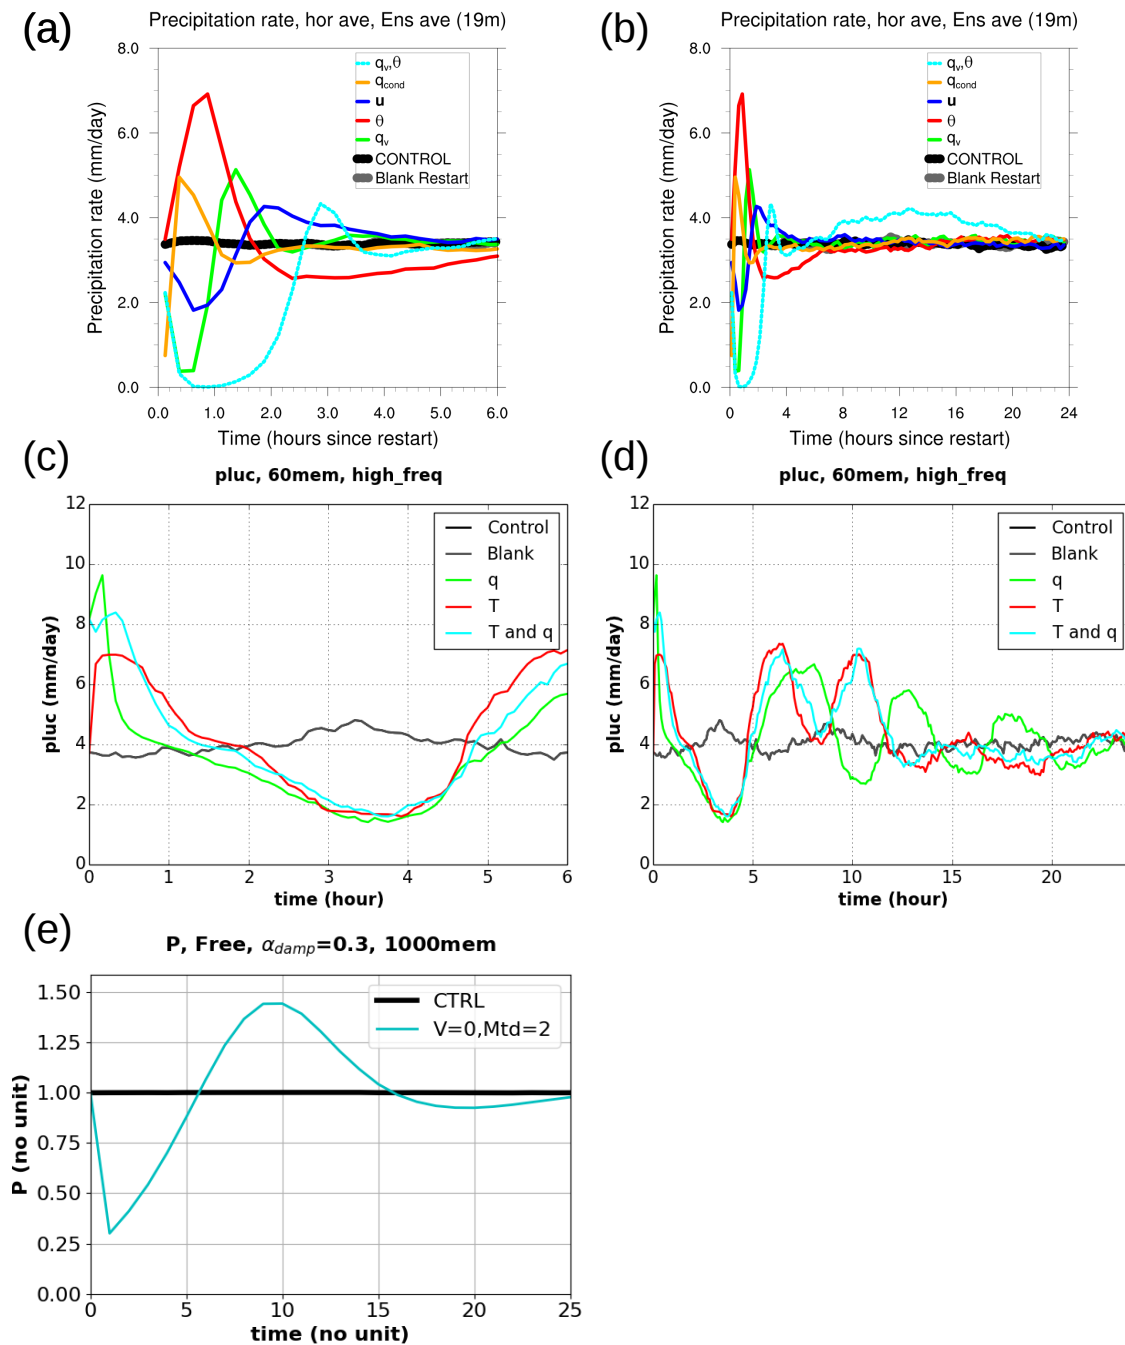 (a)
Precipitation rate, hor ave, Ens ave (19m)
Precipitation rate (mm/day)
8.0
6.0
4.0
2.0
0.0
qv,θ
qcond
u
θ
qv
CONTROL
Blank Restart
0.0 1.0 2.0 3.0 4.0 5.0 6.0
Time (hours since restart)
(b)
Precipitation rate, hor ave, Ens ave (19m)
Precipitation rate (mm/day)
8.0
6.0
4.0
2.0
0.0
qv,θ
qcond
u
θ
qv
CONTROL
Blank Restart
0 4 8 12 16 20 24
Time (hours since restart)
(c)
pluc, 60mem, high_freq
pluc (mm/day)
12
10
8
6
4
2
0
Control
Blank
q
T
T and q
0 1 2 3 4 5 6
time (hour)
(d)
pluc, 60mem, high_freq
pluc (mm/day)
12
10
8
6
4
2
0
Control
Blank
q
T
T and q
0 5 10 15 20
time (hour)
(e)
P, Free, αdamp=0.3, 1000mem
P (no unit)
1.50
1.25
1.00
0.75
0.50
0.25
0.00
CTRL
V=0,Mtd=2
0 5 10 15 20 25
time (no unit)